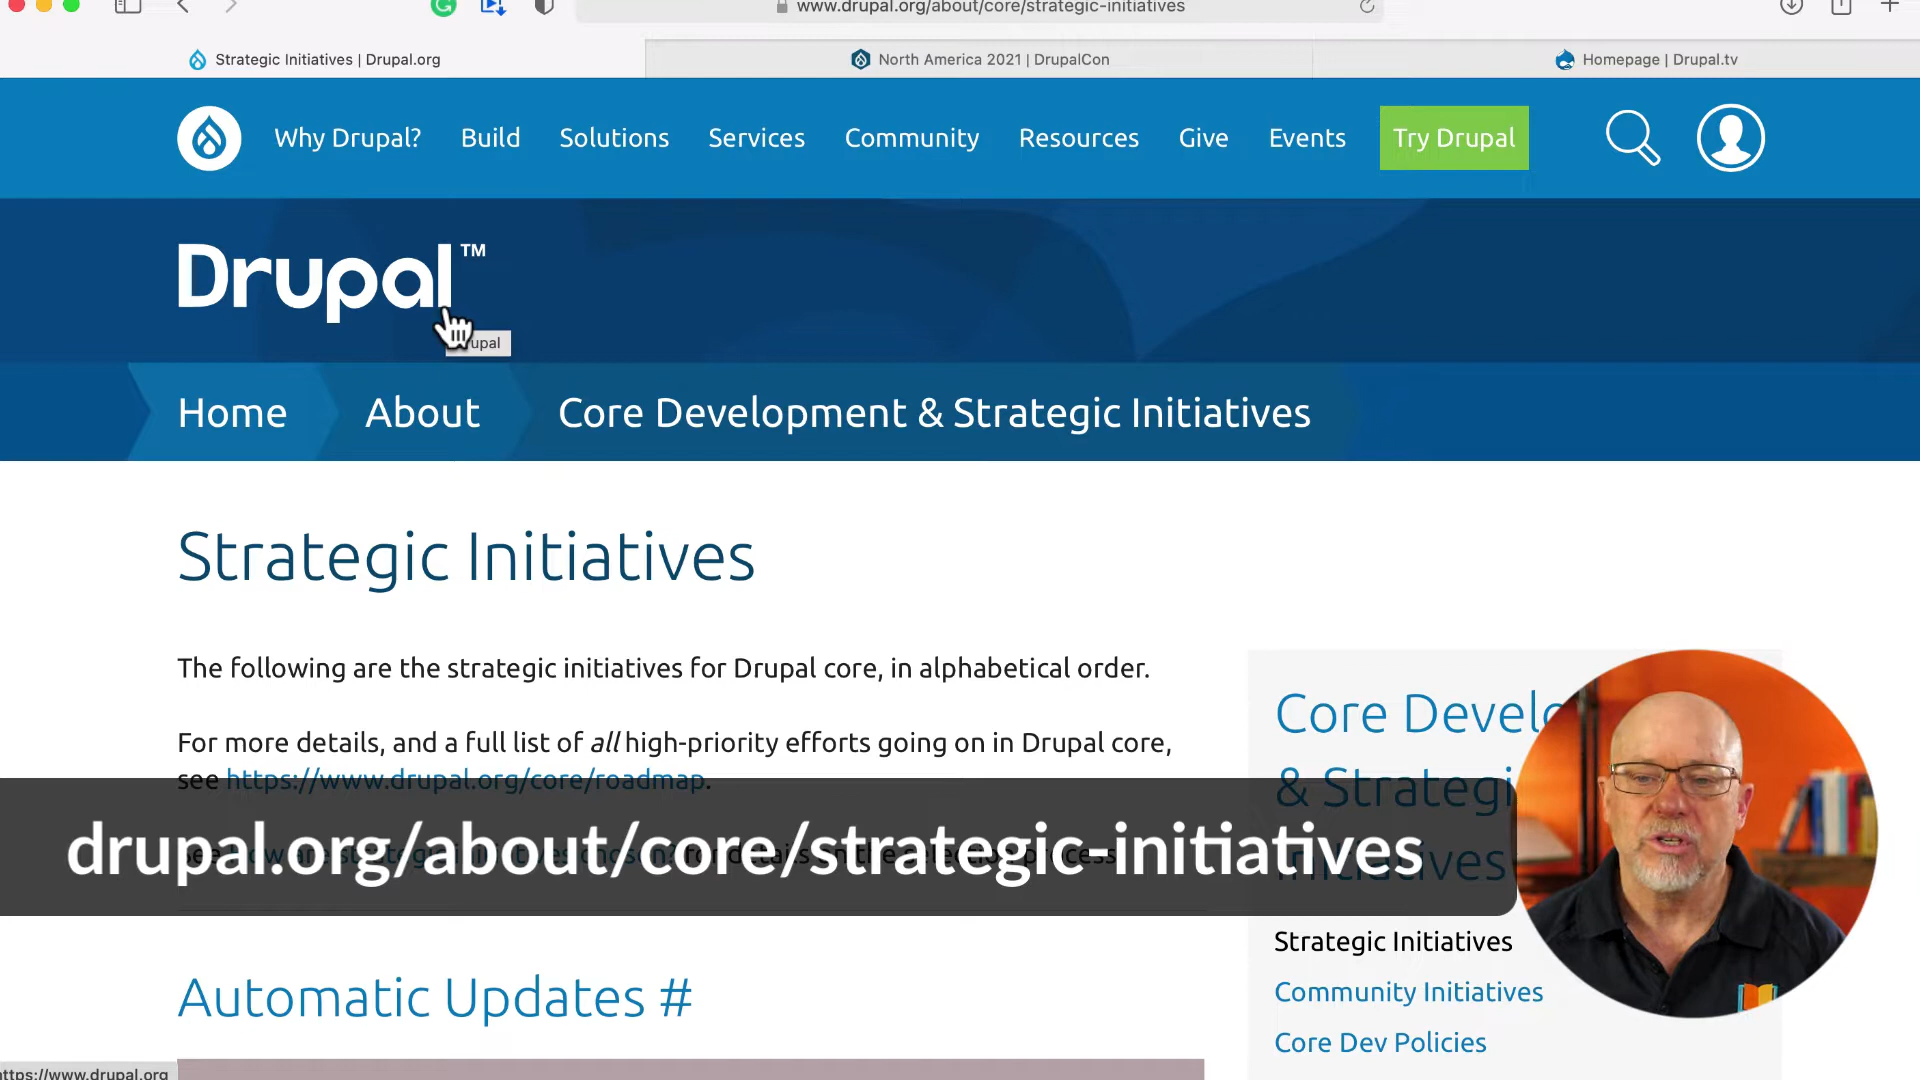 www.drupal.org/about/core/strategic-initiatives
Strategic Initiatives | Drupal.org
North America 2021 | DrupalCon
Homepage | Drupal.tv
Why Drupal?
Build
Solutions
Services
Community
Resources
Give
Events
Try Drupal
Drupal™
upal
Home
About
Core Development & Strategic Initiatives
Strategic Initiatives
The following are the strategic initiatives for Drupal core, in alphabetical order.
For more details, and a full list of all high-priority efforts going on in Drupal core,
see https://www.drupal.org/core/roadmap.
drupal.org/about/core/strategic-initiatives
Automatic Updates #
Core Develo
& Strategi
Initiatives
Strategic Initiatives
Community Initiatives
Core Dev Policies
https://www.drupal.org